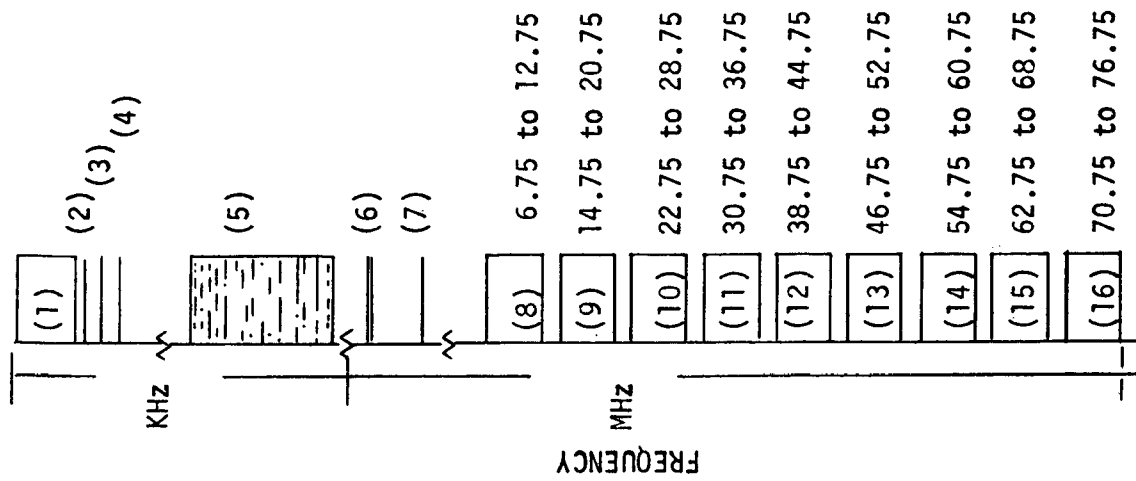 (1)
(2)
(3)
(4)
(5)
(6)
(7)
(8) 6.75 to 12.75
(9) 14.75 to 20.75
(10) 22.75 to 28.75
(11) 30.75 to 36.75
(12) 38.75 to 44.75
(13) 46.75 to 52.75
(14) 54.75 to 60.75
(15) 62.75 to 68.75
(16) 70.75 to 76.75
KHz
MHz
FREQUENCY